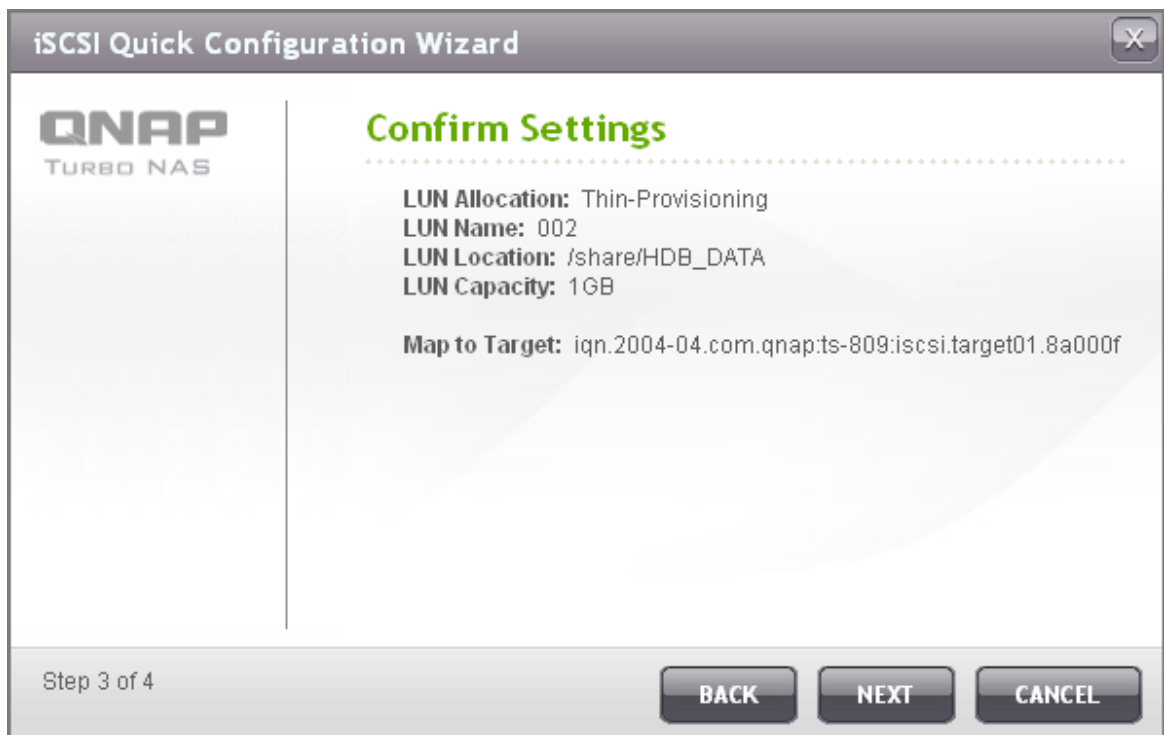 iSCSI Quick Configuration Wizard
X
QNAP
TURBO NAS
Confirm Settings
LUN Allocation: Thin-Provisioning
LUN Name: 002
LUN Location: /share/HDB_DATA
LUN Capacity: 1GB
Map to Target: iqn.2004-04.com.qnap:ts-809:iscsi.target01.8a000f
Step 3 of 4
BACK
NEXT
CANCEL